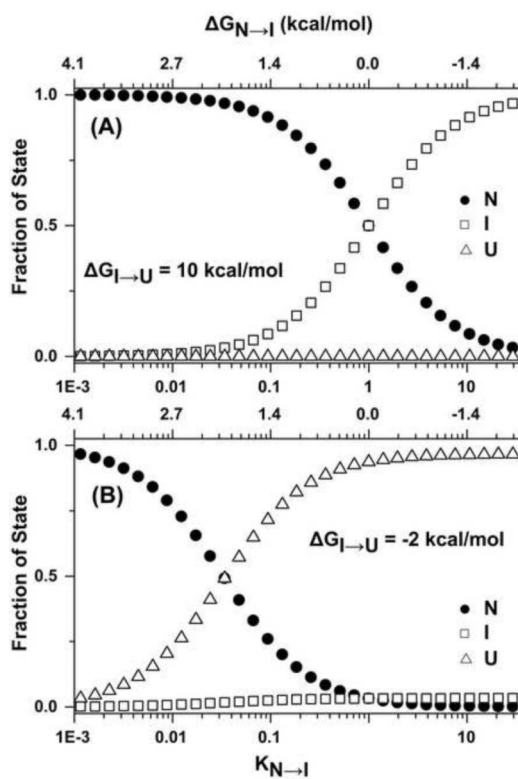 ΔG_N→I (kcal/mol)
4.1 2.7 1.4 0.0 -1.4
1.0
(A)
N
I
U
0.5
Fraction of State
ΔG_I→U = 10 kcal/mol
0.0
1E-3 0.01 0.1 1 10
4.1 2.7 1.4 0.0 -1.4
1.0
(B)
ΔG_I→U = -2 kcal/mol
0.5
Fraction of State
N
I
U
0.0
1E-3 0.01 0.1 1 10
K_N→I